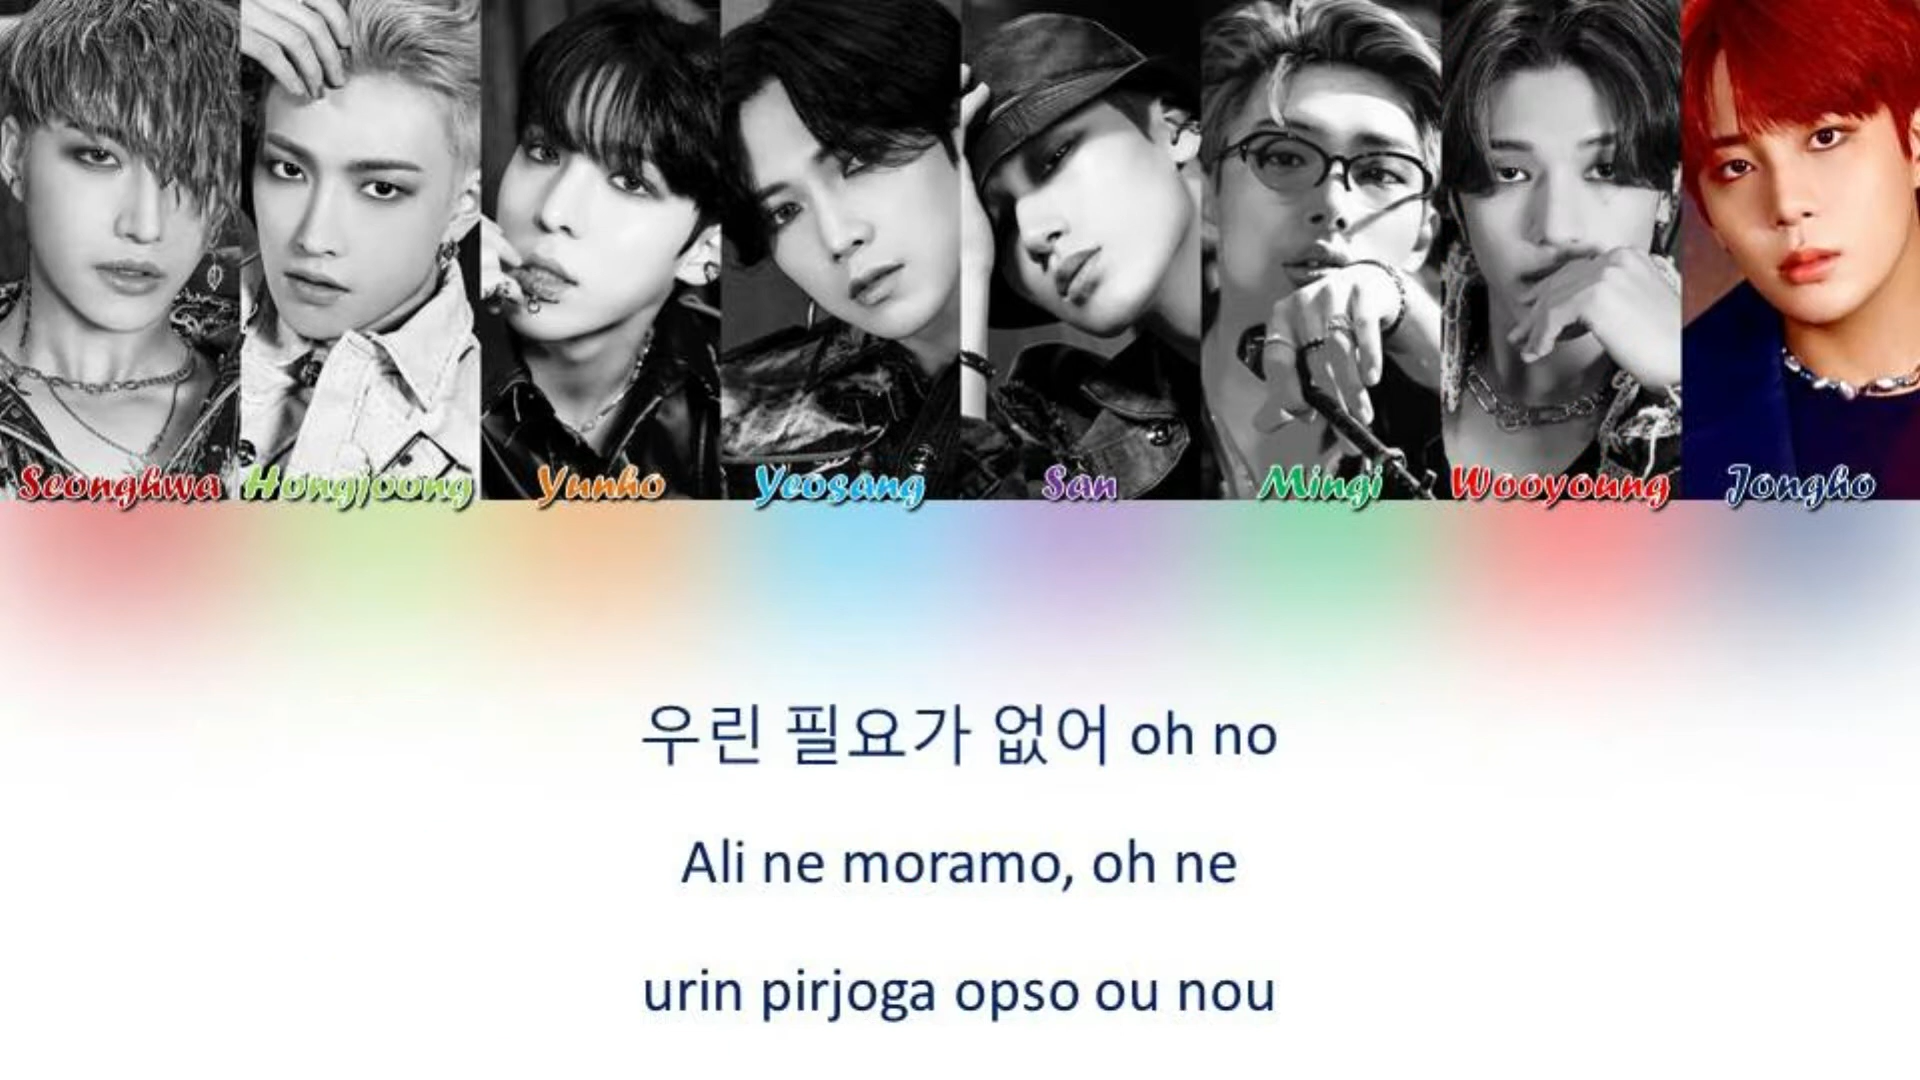 Seonghwa Hongjoong Yunho Yeosang San Mingi Wooyoung Jongho
우린 필요가 없어 oh no
Ali ne moramo, oh ne
urin pirjoga opso ou nou